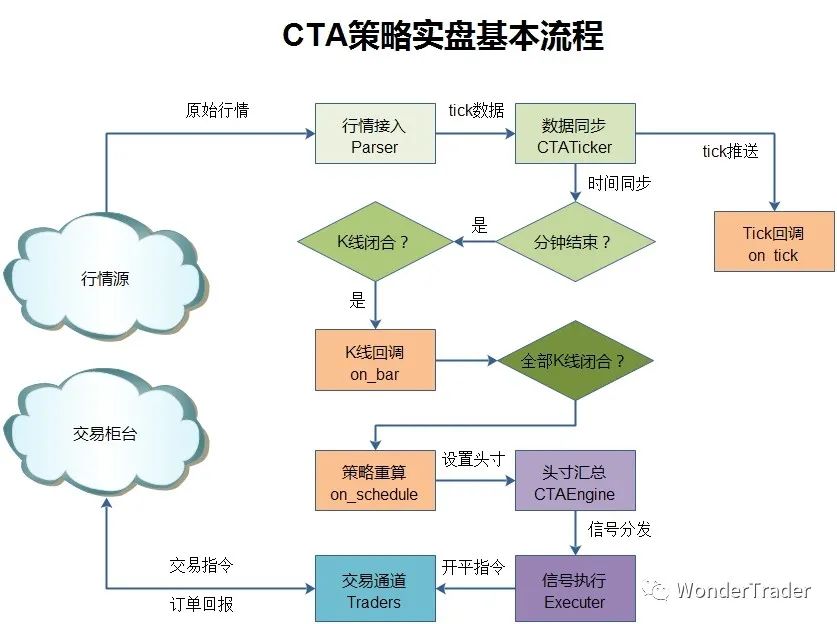 CTA策略实盘基本流程
原始行情
行情接入
Parser
tick数据
数据同步
CTATicker
tick推送
时间同步
Tick回调
on_tick
行情源
K线闭合？
是
分钟结束？
是
K线回调
on_bar
全部K线闭合？
交易柜台
策略重算
on_schedule
设置头寸
头寸汇总
CTAEngine
信号分发
交易指令
订单回报
交易通道
Traders
开平指令
信号执行
Executer
WonderTrader